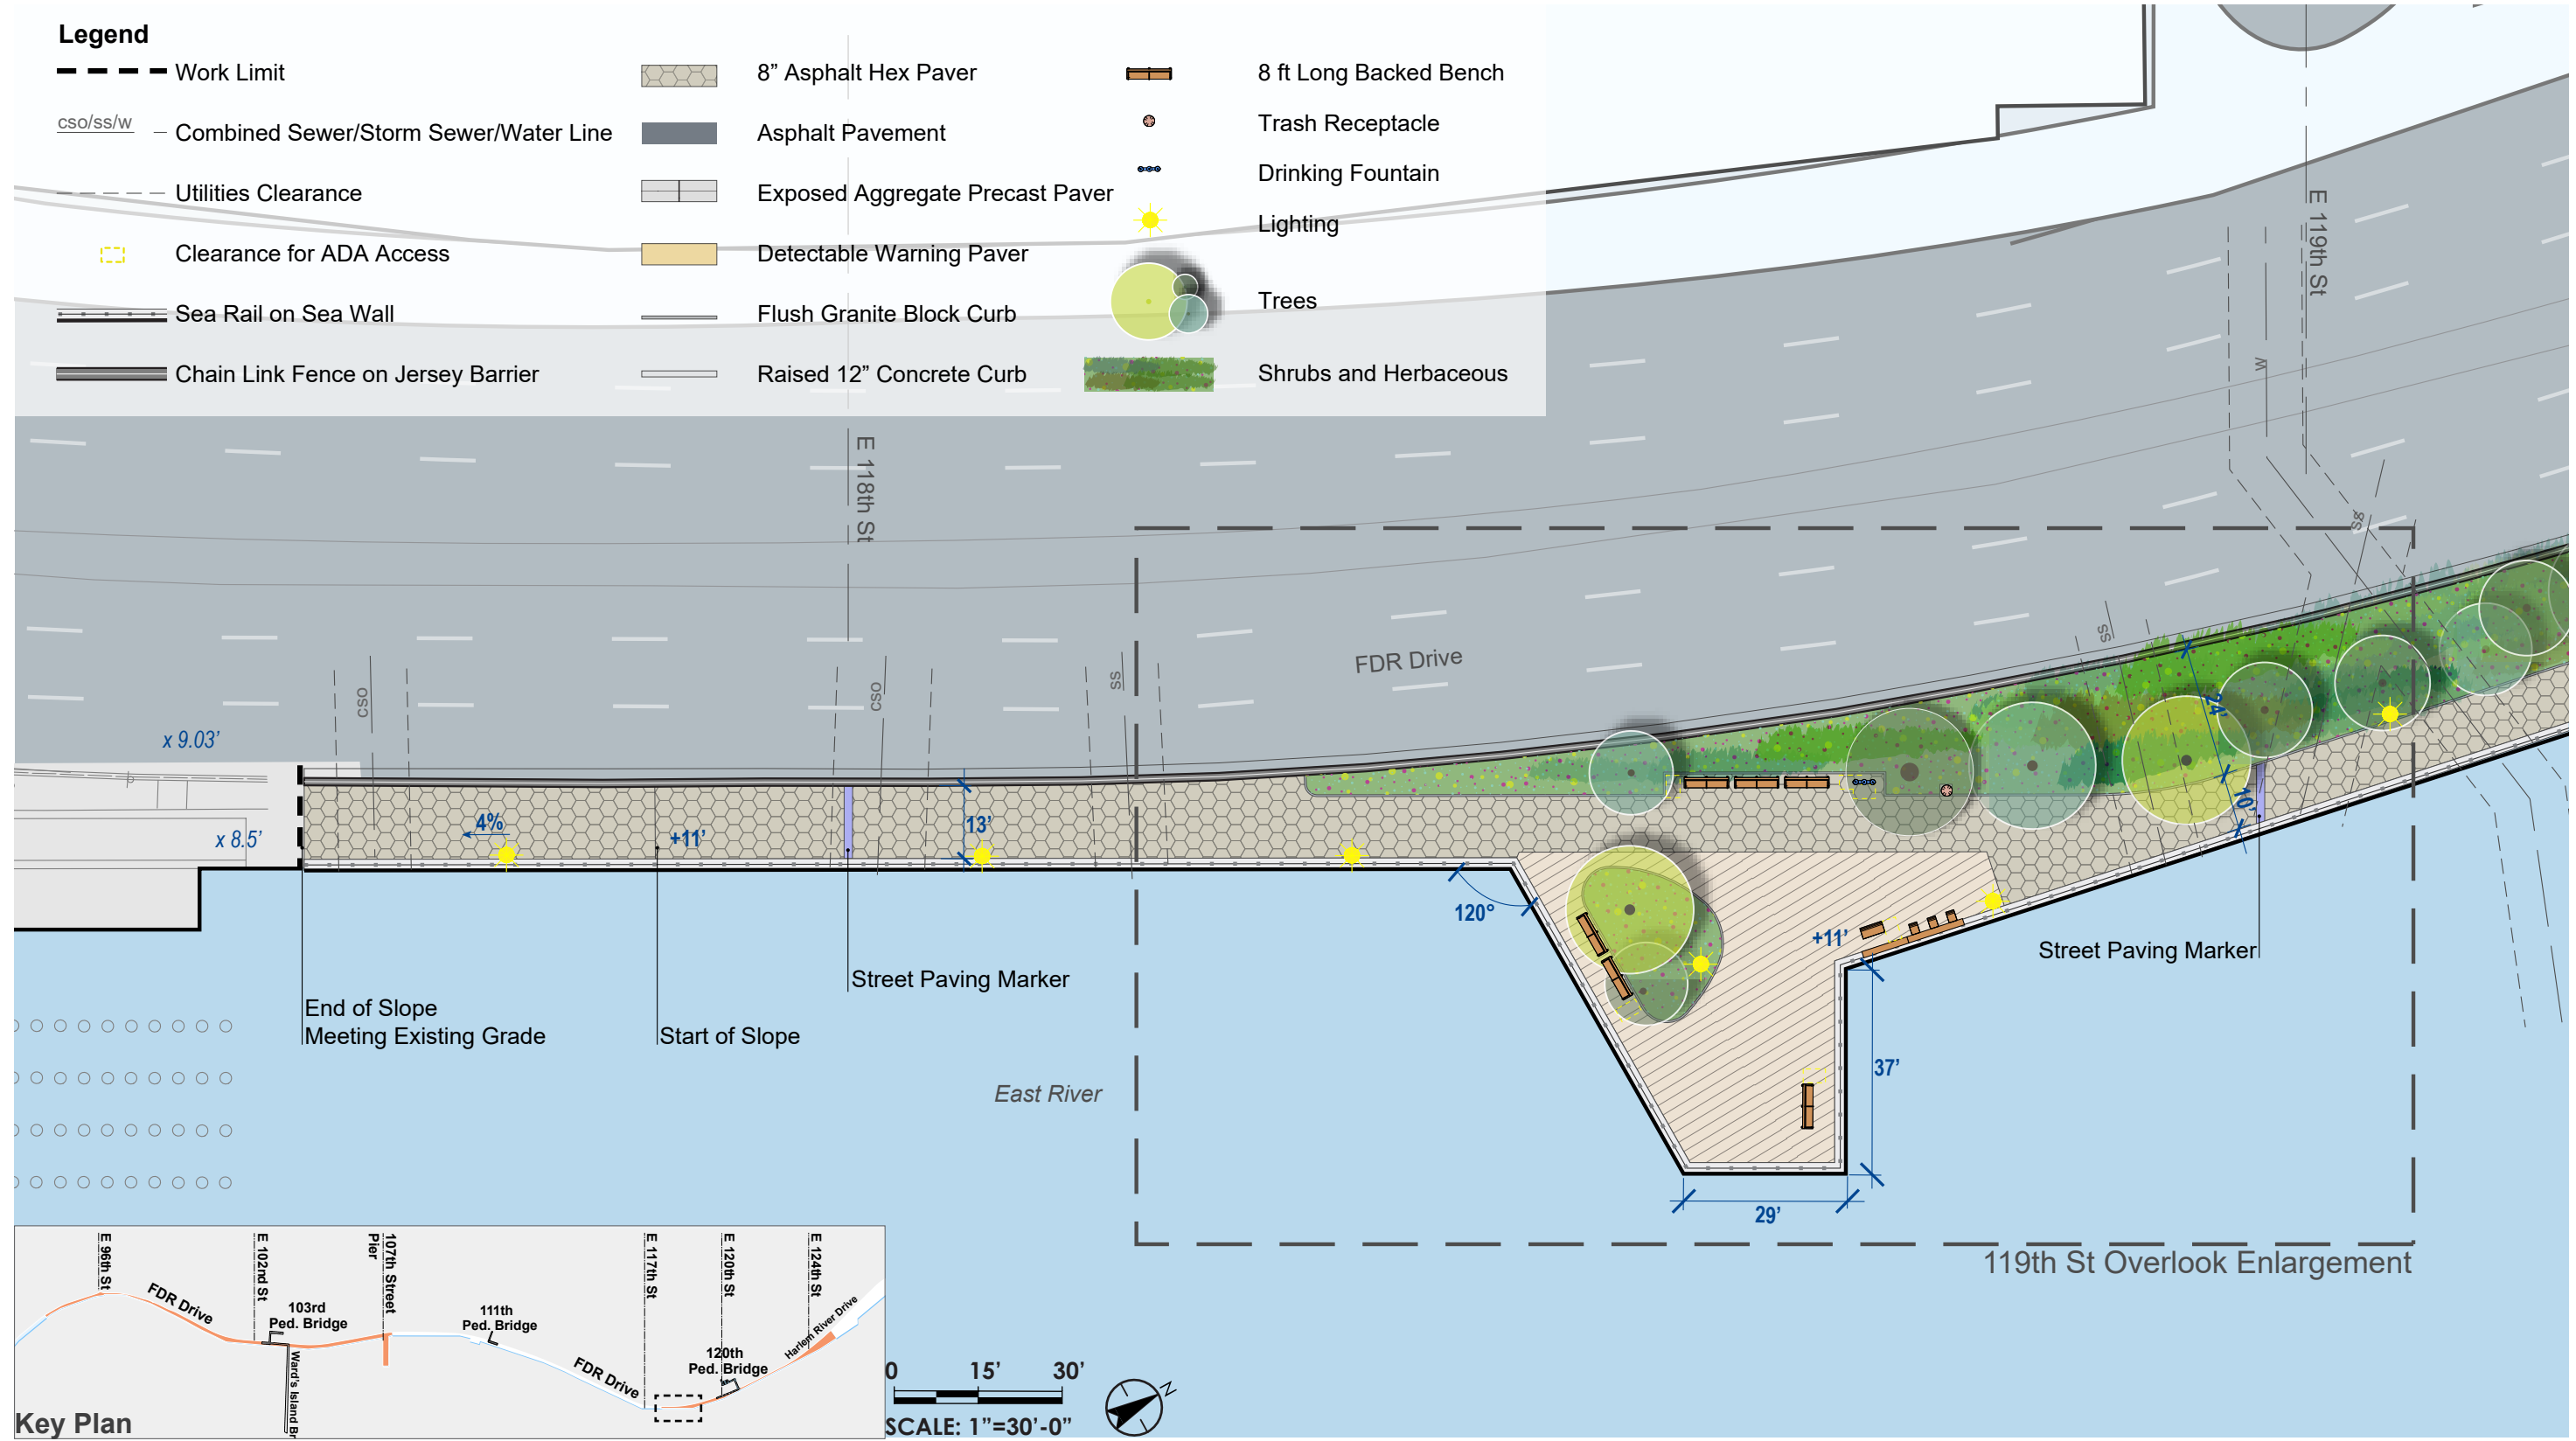 Legend
Work Limit
cso/ss/w
Combined Sewer/Storm Sewer/Water Line
Utilities Clearance
Clearance for ADA Access
Sea Rail on Sea Wall
Chain Link Fence on Jersey Barrier
8” Asphalt Hex Paver
Asphalt Pavement
Exposed Aggregate Precast Paver
Detectable Warning Paver
Flush Granite Block Curb
Raised 12” Concrete Curb
8 ft Long Backed Bench
Trash Receptacle
Drinking Fountain
Lighting
Trees
Shrubs and Herbaceous
E 119th St
w
ss
E 118th St
FDR Drive
ss
cso
cso
ss
x 9.03’
x 8.5’
4%
+11’
13’
24’
10’
120°
+11’
Street Paving Marker
Street Paving Marker
End of Slope
Meeting Existing Grade
Start of Slope
East River
37’
29’
119th St Overlook Enlargement
E 96th St
E 102nd St
107th Street
Pier
E 117th St
E 120th St
E 124th St
FDR Drive
103rd
Ped. Bridge
111th
Ped. Bridge
Ward's Island Br
FDR Drive
120th
Ped. Bridge
Harlem River Drive
Key Plan
0 15’ 30’
SCALE: 1”=30’-0”
N